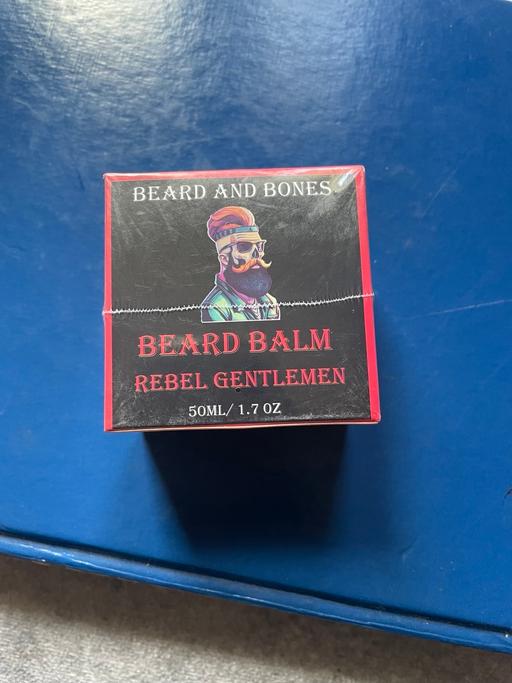 BEARD AND BONES
BEARD BALM
REBEL GENTLEMEN
50ML/ 1.7 OZ